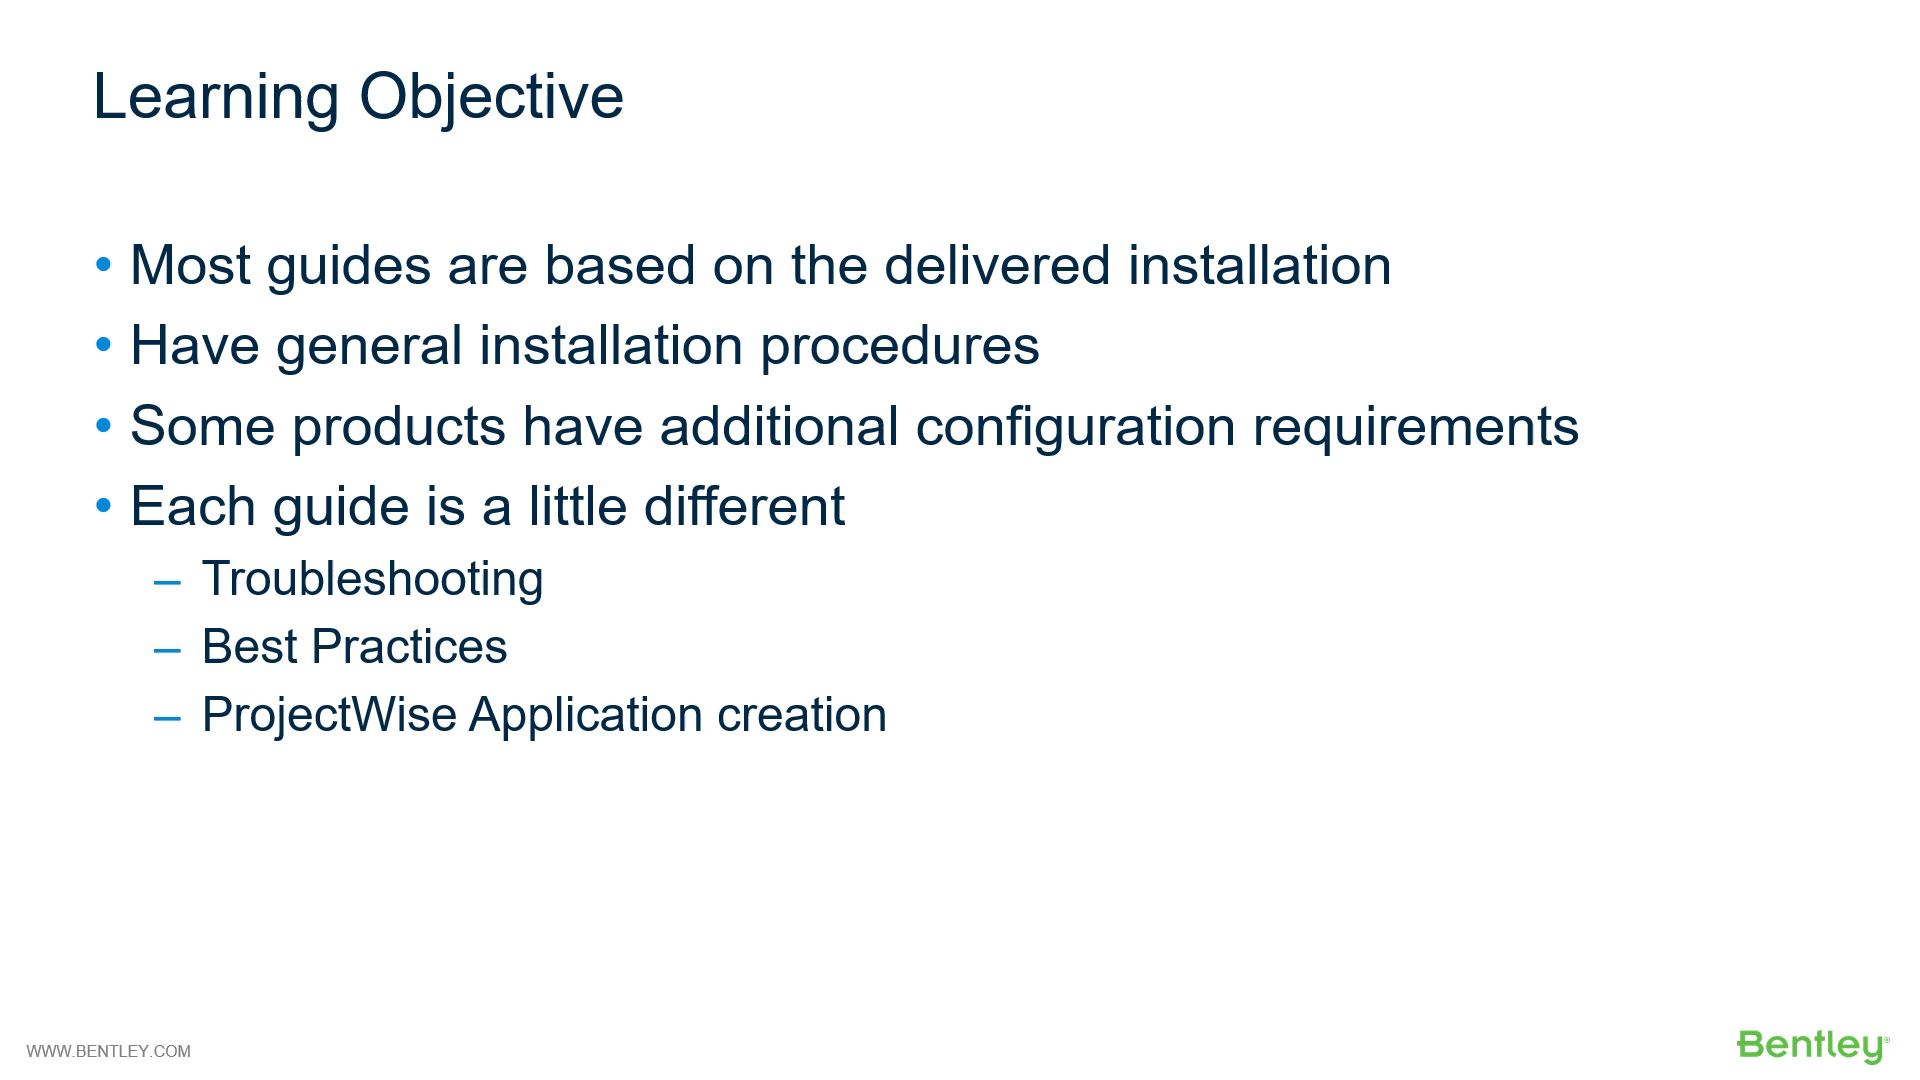 Learning Objective
• Most guides are based on the delivered installation
• Have general installation procedures
• Some products have additional configuration requirements
• Each guide is a little different
– Troubleshooting
– Best Practices
– ProjectWise Application creation
WWW.BENTLEY.COM
Bentley®